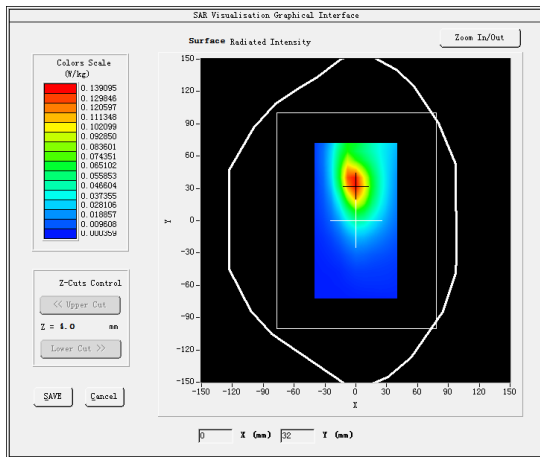 SAR Visualisation Graphical Interface
Surface Radiated Intensity
Zoom In/Out
Colors Scale
(W/kg)
0.139095
0.129846
0.120597
0.111348
0.102099
0.092850
0.083601
0.074351
0.065102
0.055853
0.046604
0.037355
0.028106
0.018857
0.009608
0.000359
Z-Cuts Control
<< Upper Cut
Z = 4.0 mm
Lower Cut >>
SAVE
Cancel
150
120
90
60
30
0
-30
-60
-90
-120
-150
Y
-150 -120 -90 -60 -30 0 30 60 90 120 150
X
0 X (mm) 32 Y (mm)